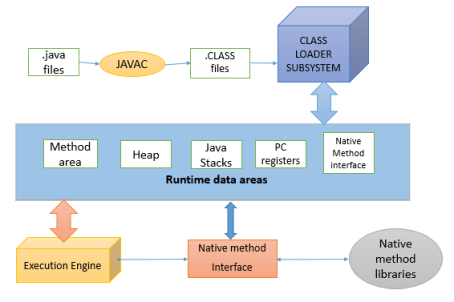 .java
files
JAVAC
.CLASS
files
CLASS
LOADER
SUBSYSTEM
Method
area
Heap
Java
Stacks
PC
registers
Native
Method
interface
Runtime data areas
Execution Engine
Native method
Interface
Native
method
libraries